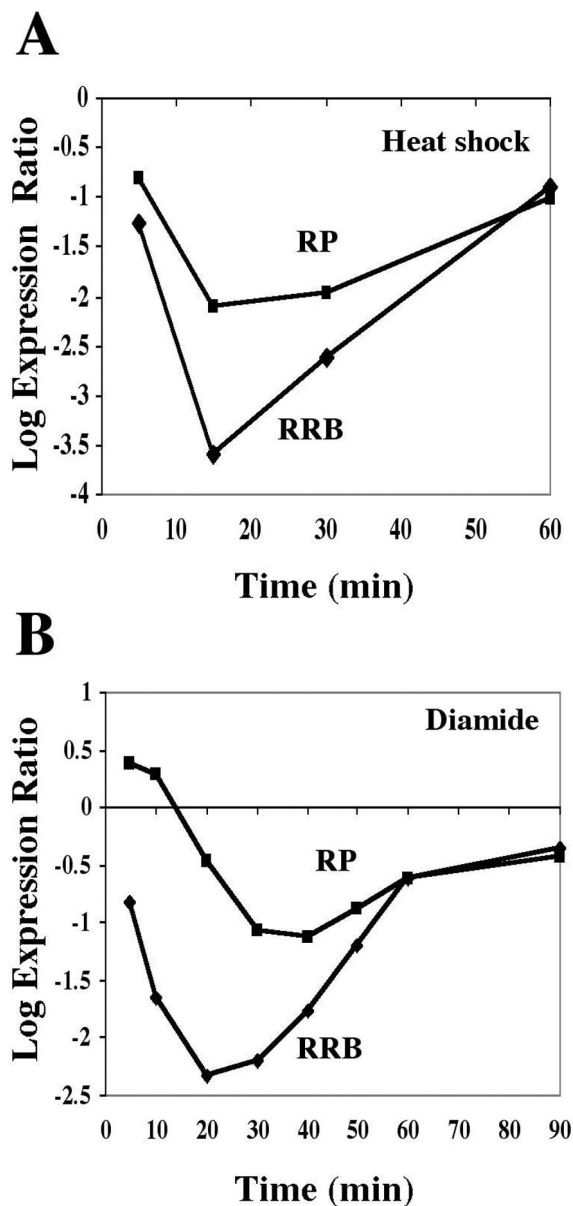 A
0
-0.5
-1
-1.5
-2
-2.5
-3
-3.5
-4
Log Expression Ratio
Heat shock
RP
RRB
0 10 20 30 40 50 60
Time (min)
B
1
0.5
0
-0.5
-1
-1.5
-2
-2.5
Log Expression Ratio
Diamide
RP
RRB
0 10 20 30 40 50 60 70 80 90
Time (min)